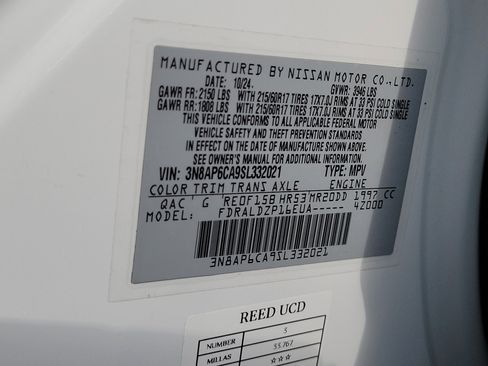 MANUFACTURED BY NISSAN MOTOR CO.,LTD.
DATE: 10/24 GVWR: 3946 LBS
GAWR FR: 2150 LBS WITH 215/60R17 TIRES 17X7.0J RIMS AT 33 PSI COLD SINGLE
GAWR RR: 1808 LBS WITH 215/60R17 TIRES 17X7.0J RIMS AT 33 PSI COLD SINGLE
THIS VEHICLE CONFORMS TO ALL APPLICABLE FEDERAL MOTOR
VEHICLE SAFETY AND THEFT PREVENTION STANDARDS
IN EFFECT ON THE DATE OF MANUFACTURE SHOWN ABOVE.
SEE OWNER'S MANUAL FOR ADDITIONAL INFORMATION.
VIN: 3N8AP6CA9SL332021 TYPE: MPV
COLOR TRIM TRANS AXLE ENGINE
QAC G RE0F15B HR53 MR20DD 1997 CC
MODEL: FDRALDZP16EUA----- 4Z000
3N8AP6CA9SL332021
REED UCD
NUMBER 3
MILLAS 33,767
☆☆☆